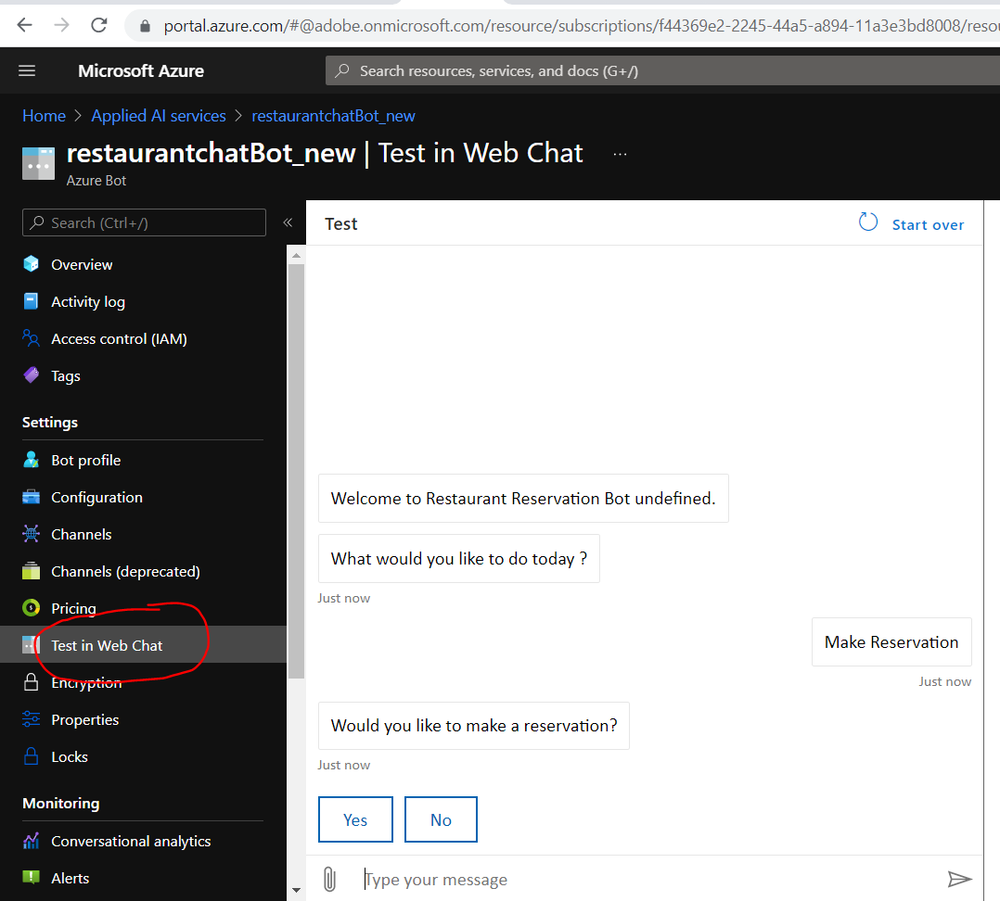 portal.azure.com/#@adobe.onmicrosoft.com/resource/subscriptions/f44369e2-2245-44a5-a894-11a3e3bd8008/resou
Microsoft Azure
Search resources, services, and docs (G+/)
Home > Applied AI services > restaurantchatBot_new
restaurantchatBot_new | Test in Web Chat ...
Azure Bot
Search (Ctrl+/) «
Overview
Activity log
Access control (IAM)
Tags
Settings
Bot profile
Configuration
Channels
Channels (deprecated)
Pricing
Test in Web Chat
Encryption
Properties
Locks
Monitoring
Conversational analytics
Alerts
Test
Start over
Welcome to Restaurant Reservation Bot undefined.
What would you like to do today ?
Just now
Make Reservation
Just now
Would you like to make a reservation?
Just now
Yes No
Type your message